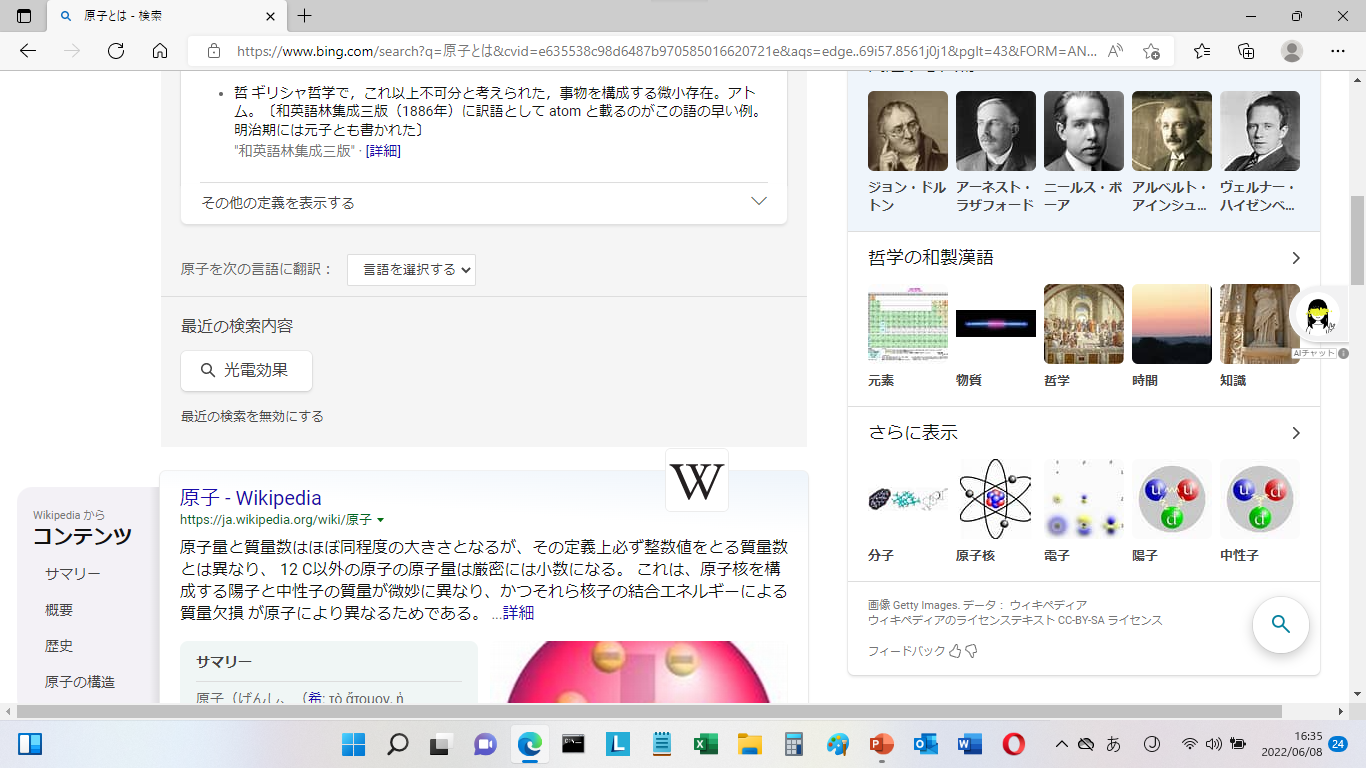 原子とは - 検索
https://www.bing.com/search?q=原子とは&cvid=e635538c98d6487b970585016620721e&aqs=edge..69i57.8561j0j1&pglt=43&FORM=AN...
哲 ギリシャ哲学で，これ以上不可分と考えられた，事物を構成する微小存在。アト
ム。〔和英語林集成三版（1886年）に訳語として atom と載るのがこの語の早い例。
明治期には元子とも書かれた〕
"和英語林集成三版" · [詳細]
その他の定義を表示する
原子を次の言語に翻訳：
言語を選択する
最近の検索内容
光電効果
最近の検索を無効にする
Wikipedia から
コンテンツ
サマリー
概要
歴史
原子の構造
W
原子 - Wikipedia
https://ja.wikipedia.org/wiki/原子
原子量と質量数はほぼ同程度の大きさとなるが、その定義上必ず整数値をとる質量数
とは異なり、 12 C以外の原子の原子量は厳密には小数になる。 これは、原子核を構
成する陽子と中性子の質量が微妙に異なり、かつそれら核子の結合エネルギーによる
質量欠損 が原子により異なるためである。 ...詳細
サマリー
原子（げんし、（希: τὸ ἄτομον, ἡ
ジョン・ドル
トン
アーネスト・
ラザフォード
ニールス・ボ
ーア
アルベルト・
アインシュ...
ヴェルナー・
ハイゼンベ...
哲学の和製漢語
元素
物質
哲学
時間
知識
AIチャット
さらに表示
u
u
d
u
d
d
分子
原子核
電子
陽子
中性子
画像 Getty Images. データ： ウィキペディア
ウィキペディアのライセンステキスト CC-BY-SA ライセンス
フィードバック
あ
16:35
2022/06/08
24